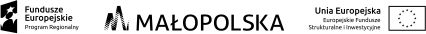 Fundusze
Europejskie
Program Regionalny
MAŁOPOLSKA
Unia Europejska
Europejskie Fundusze
Strukturalne i Inwestycyjne